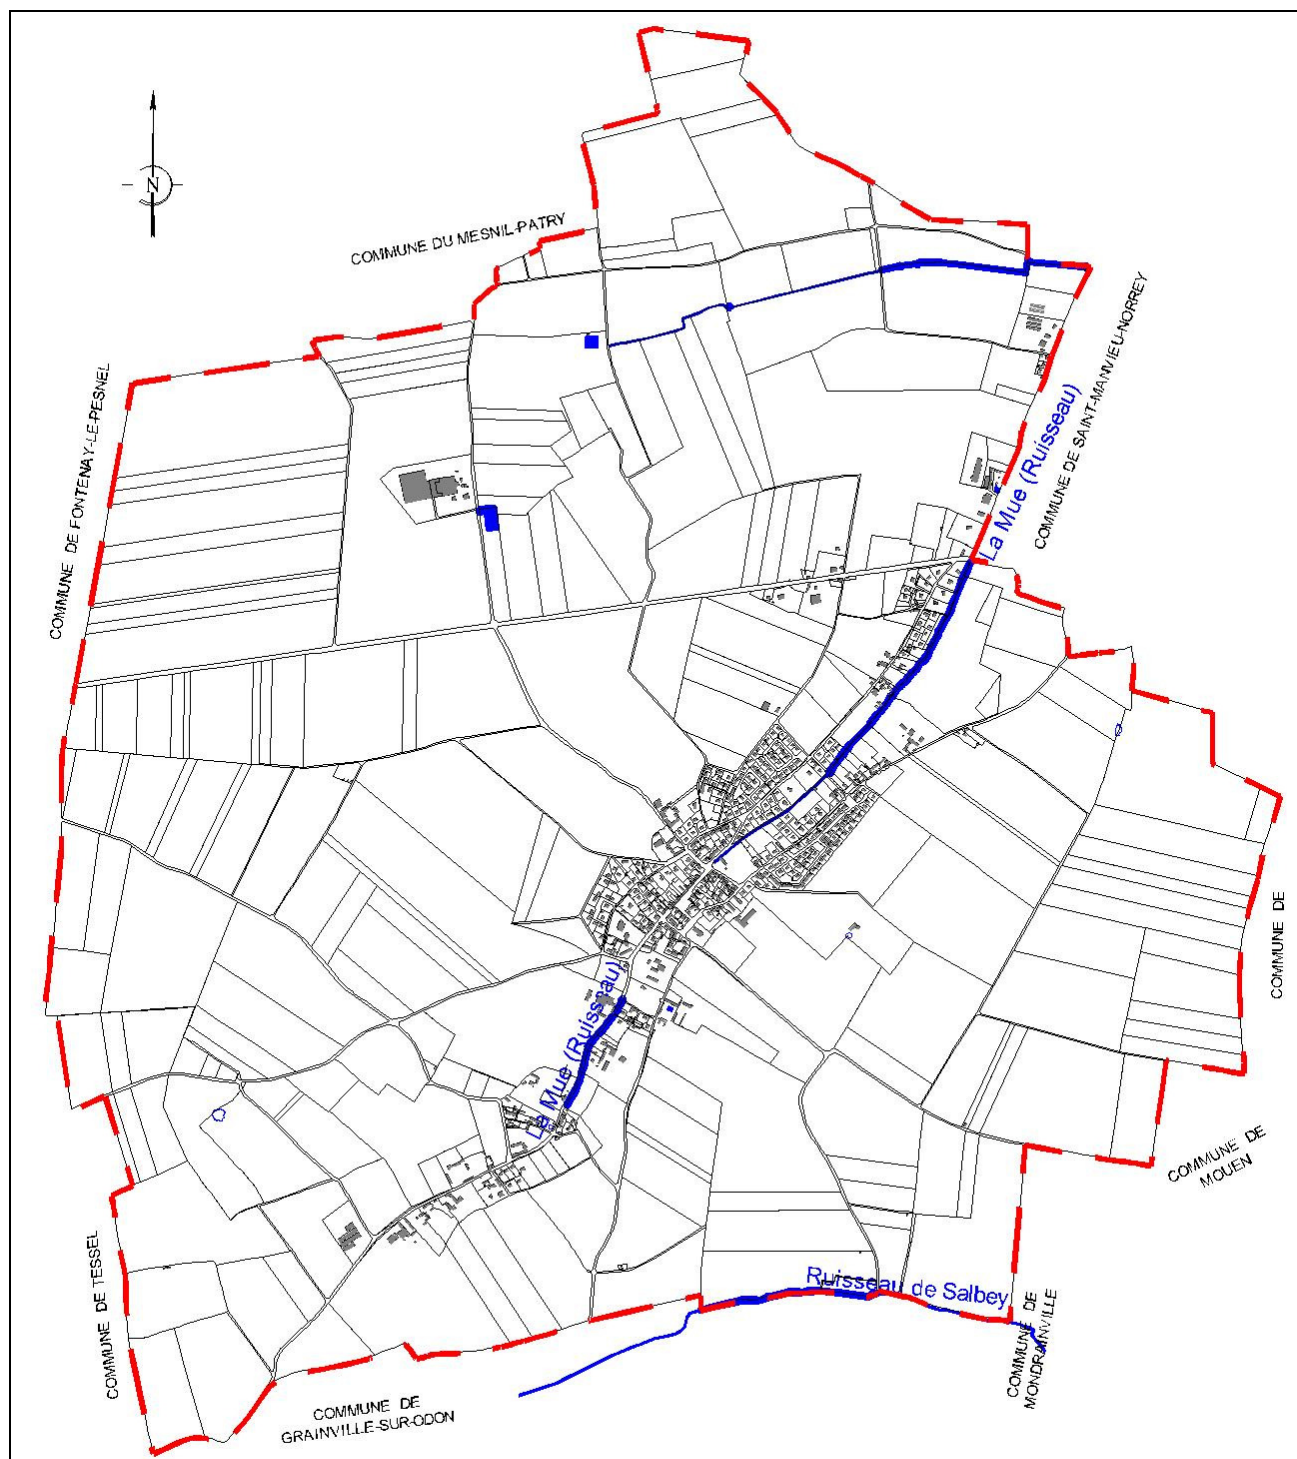 N
COMMUNE DU MESNIL-PATRY
COMMUNE DE FONTENAY-LE-PESNEL
COMMUNE DE SAINT-MANVIEU-NORREY
La Mue (Ruisseau)
COMMUNE DE
La Mue (Ruisseau)
COMMUNE DE
MOUEN
COMMUNE DE TESSEL
Ruisseau de Salbey
COMMUNE DE
MONDRAINVILLE
COMMUNE DE
GRAINVILLE-SUR-ODON